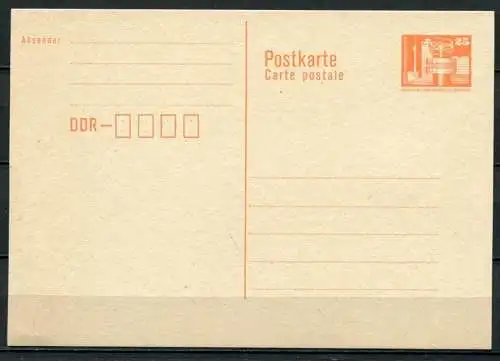 Absender
Postkarte
Carte postale
25
DDR—